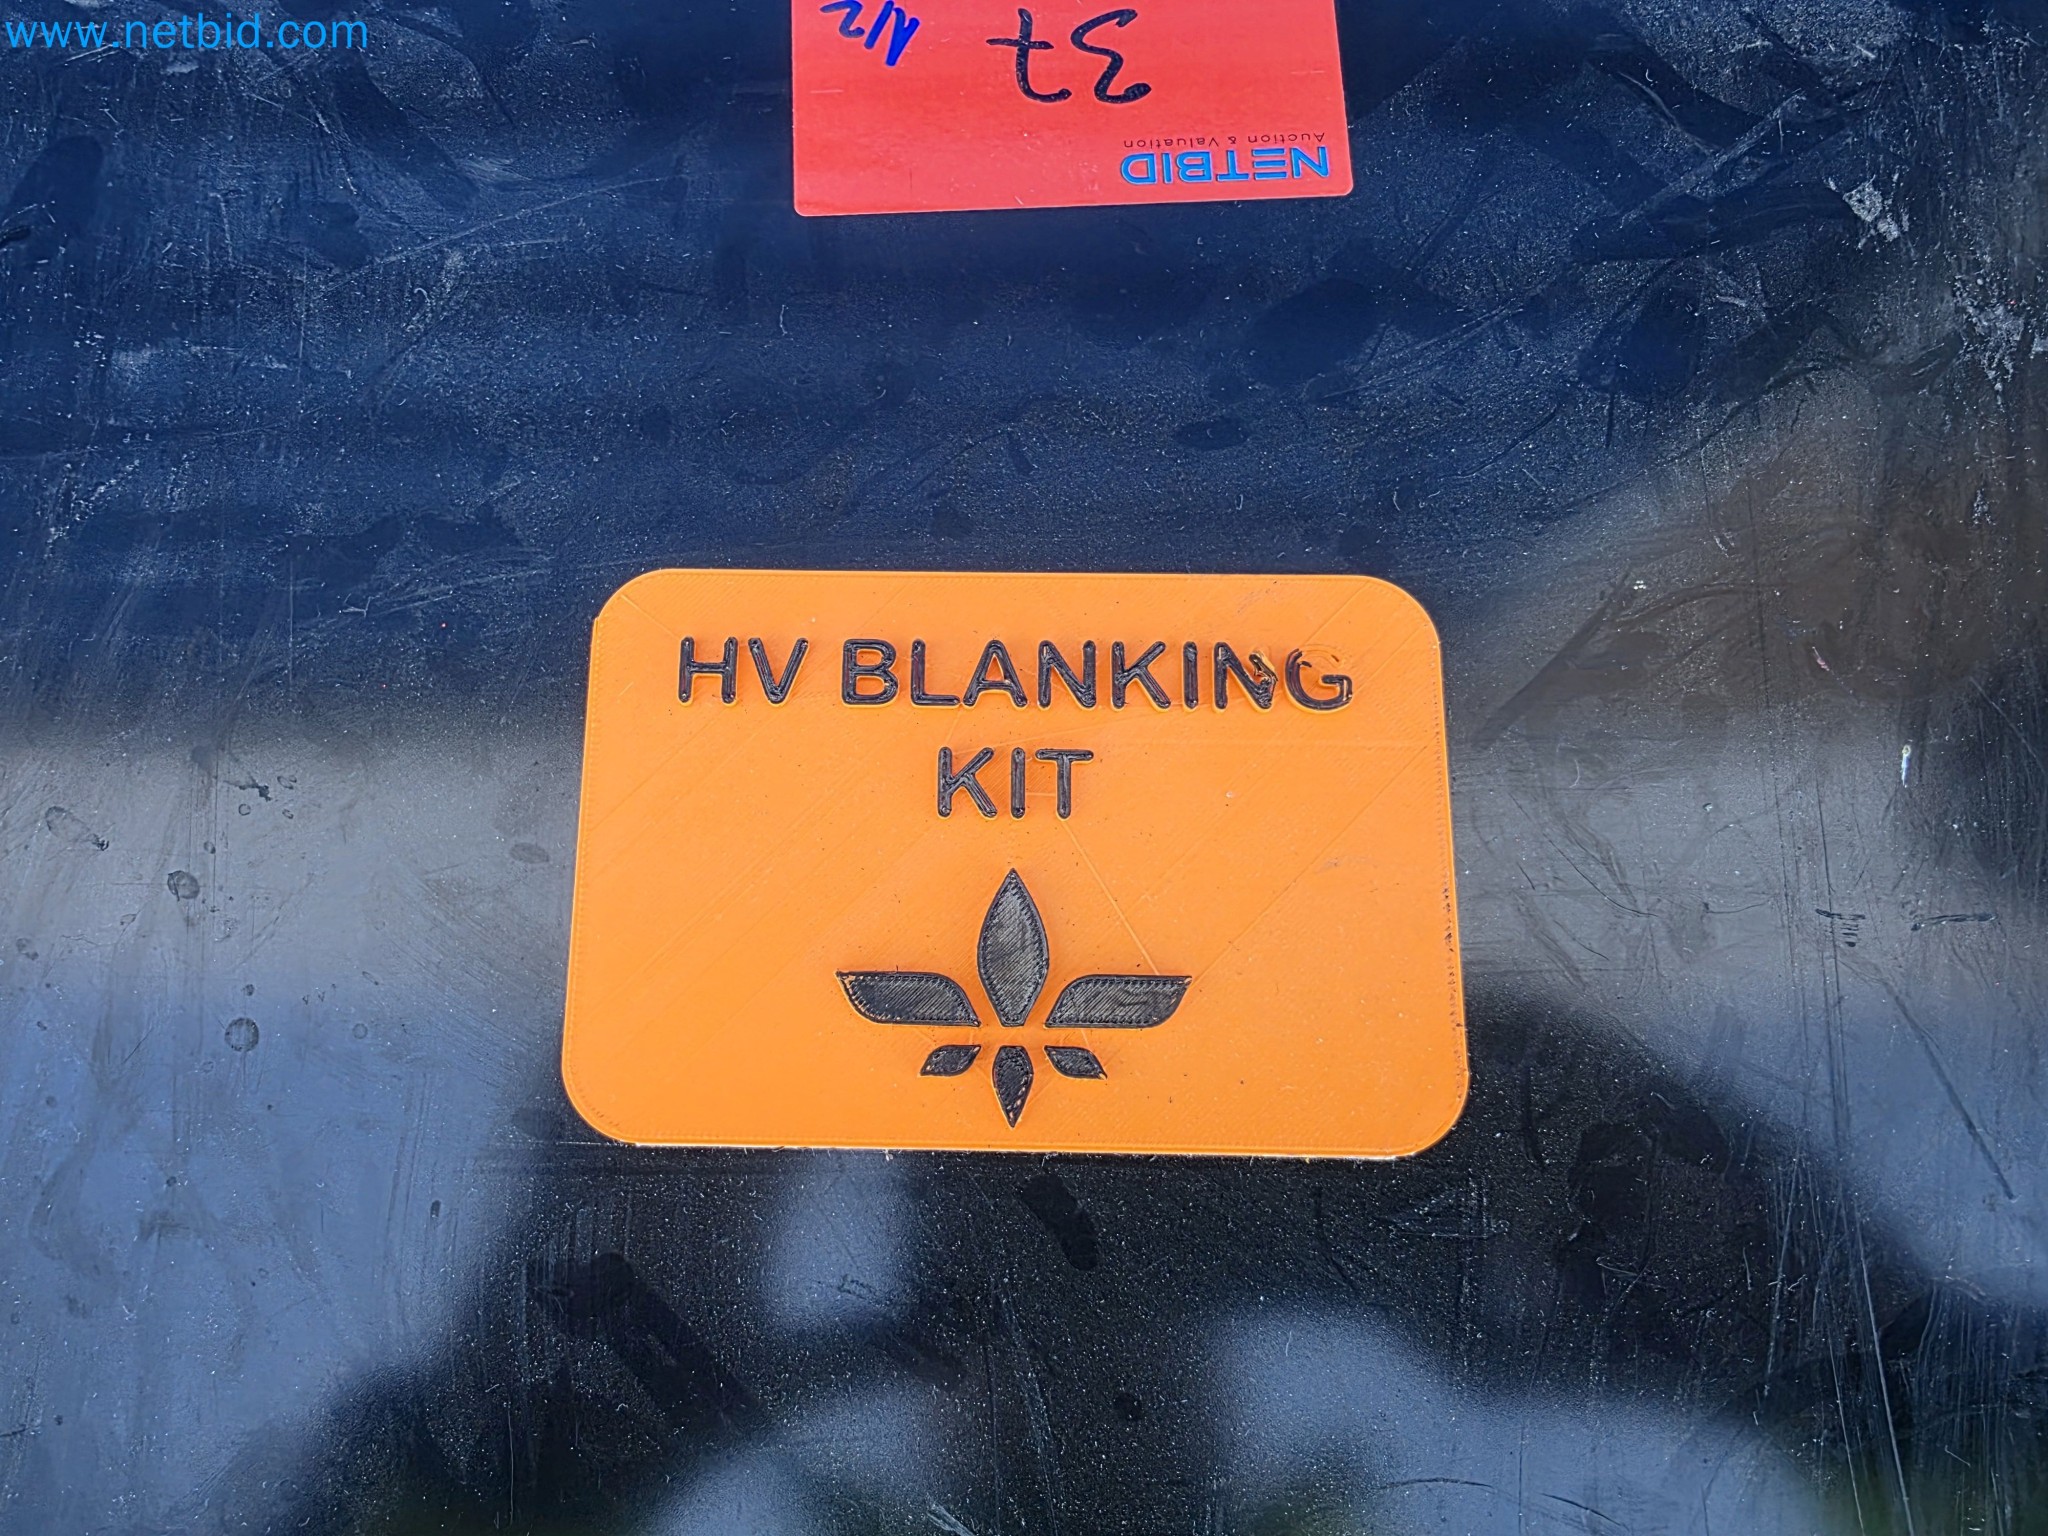 www.netbid.com
NETBID
Auction & Valuation
37
1/2
HV BLANKING
KIT